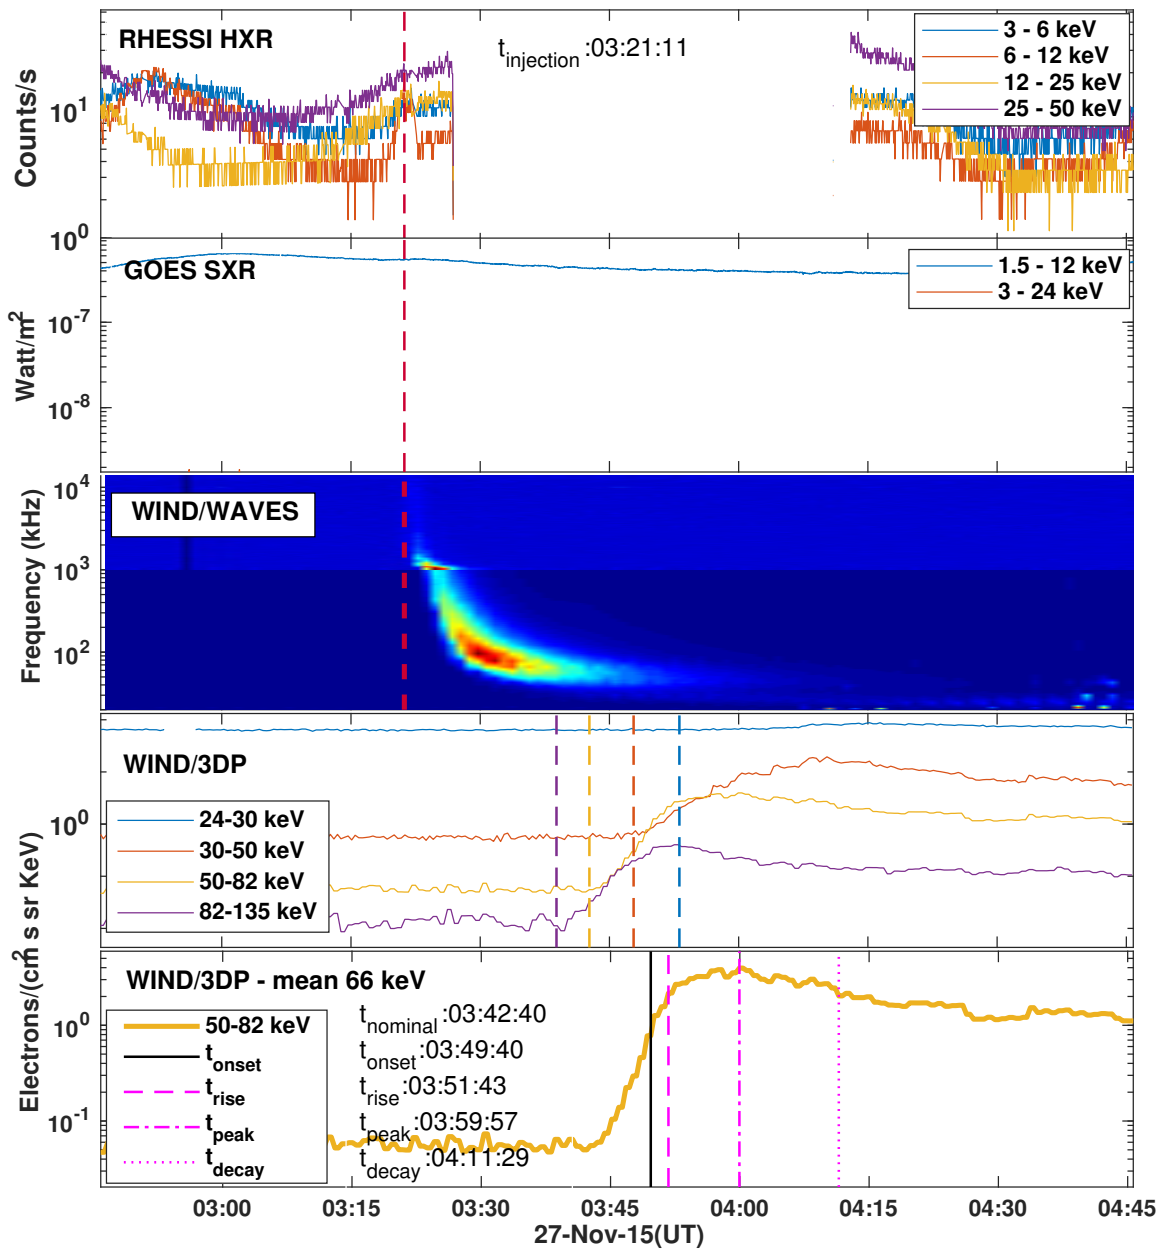 RHESSI HXR
t_injection :03:21:11
3 - 6 keV
6 - 12 keV
12 - 25 keV
25 - 50 keV
Counts/s
10^1
10^0
GOES SXR
1.5 - 12 keV
3 - 24 keV
Watt/m^2
10^-7
10^-8
WIND/WAVES
Frequency (kHz)
10^4
10^3
10^2
WIND/3DP
24-30 keV
30-50 keV
50-82 keV
82-135 keV
10^0
Electrons/(cm^2 s sr KeV)
WIND/3DP - mean 66 keV
50-82 keV
t_onset
t_rise
t_peak
t_decay
t_nominal :03:42:40
t_onset :03:49:40
t_rise :03:51:43
t_peak :03:59:57
t_decay :04:11:29
10^0
10^-1
03:00 03:15 03:30 03:45 04:00 04:15 04:30 04:45
27-Nov-15(UT)